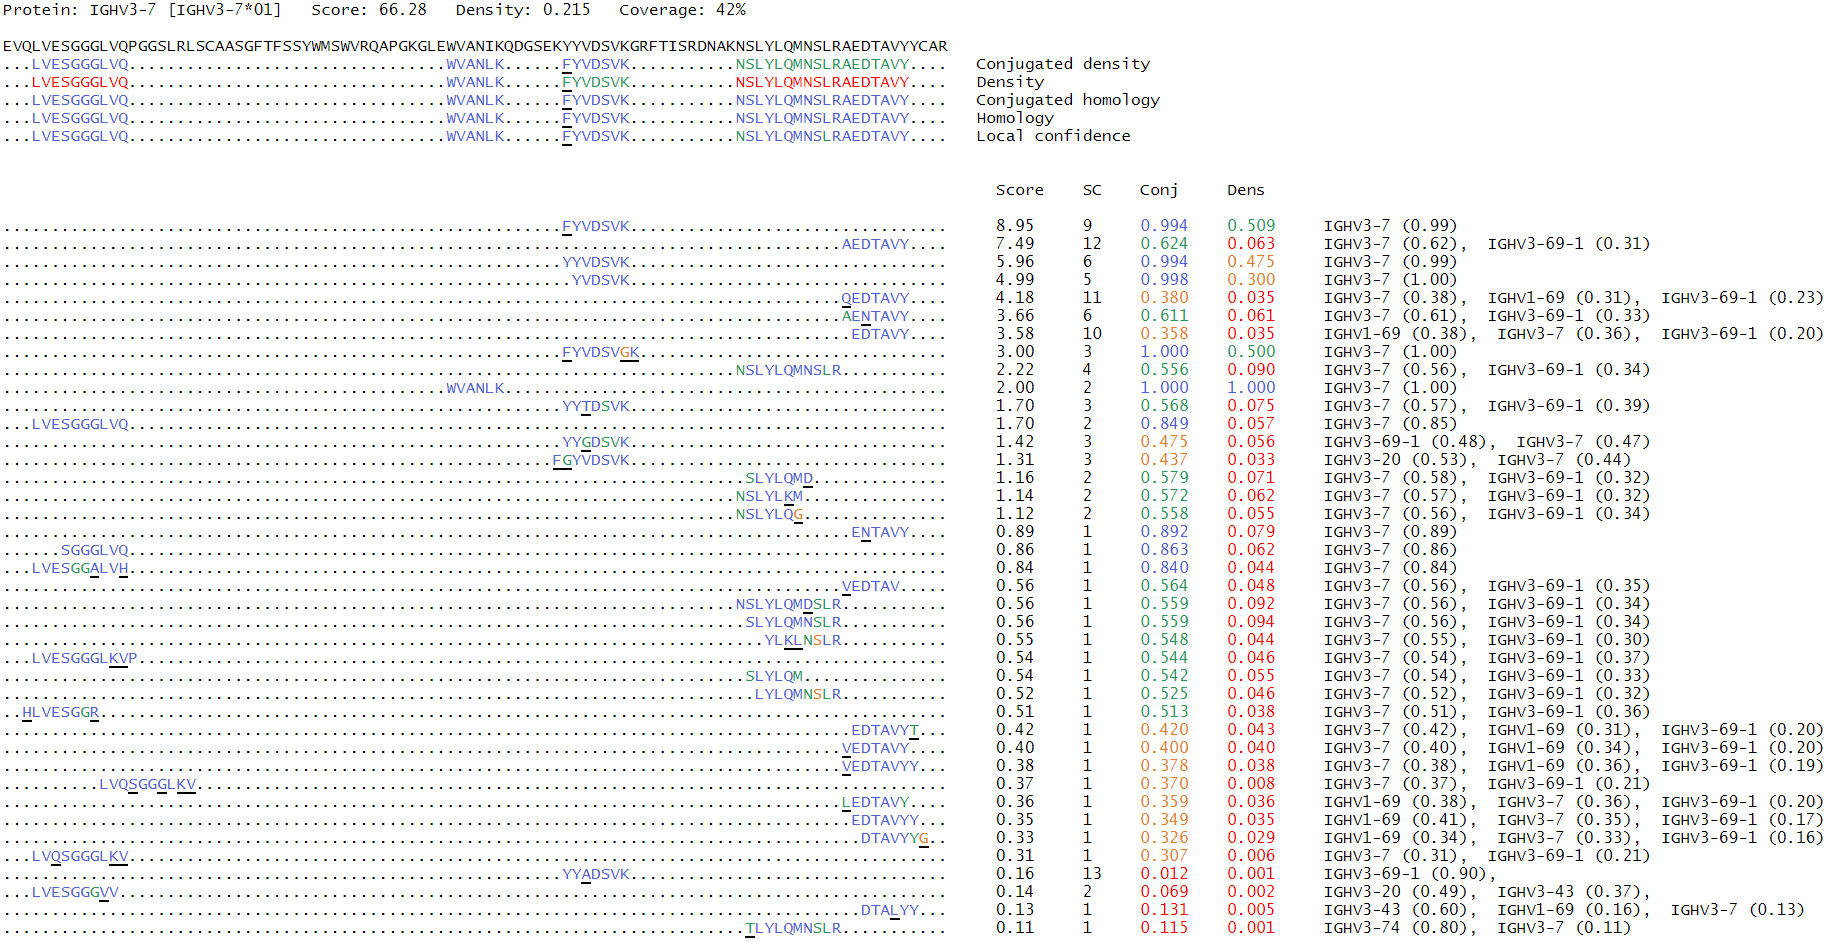 Protein: IGHV3-7 [IGHV3-7*01]   Score: 66.28   Density: 0.215   Coverage: 42%
EVQLVESGGGLVQPGGSLRLSCAASGFTFSSYWMSWVRQAPGKGLEWVANIKQDGSEKYYVDSVKGRFTISRDNAKNSLYLQMNSLRAEDTAVYYCAR
...LVESGGGLVQ.................................WVANLK......FYVDSVK...........NSLYLQMNSLRAEDTAVY.... Conjugated density
...LVESGGGLVQ.................................WVANLK......FYVDSVK...........NSLYLQMNSLRAEDTAVY.... Density
...LVESGGGLVQ.................................WVANLK......FYVDSVK...........NSLYLQMNSLRAEDTAVY.... Conjugated homology
...LVESGGGLVQ.................................WVANLK......FYVDSVK...........NSLYLQMNSLRAEDTAVY.... Homology
...LVESGGGLVQ.................................WVANLK......FYVDSVK...........NSLYLQMNSLRAEDTAVY.... Local confidence
Score SC Conj Dens
..........................................................FYVDSVK................................. 8.95 9 0.994 0.509 IGHV3-7 (0.99)
.......................................................................................AEDTAVY.... 7.49 12 0.624 0.063 IGHV3-7 (0.62), IGHV3-69-1 (0.31)
..........................................................YYVDSVK................................. 5.96 6 0.994 0.475 IGHV3-7 (0.99)
...........................................................YVDSVK................................. 4.99 5 0.998 0.300 IGHV3-7 (1.00)
.......................................................................................QEDTAVY.... 4.18 11 0.380 0.035 IGHV3-7 (0.38), IGHV1-69 (0.31), IGHV3-69-1 (0.23)
.......................................................................................AENTAVY.... 3.66 6 0.611 0.061 IGHV3-7 (0.61), IGHV3-69-1 (0.33)
........................................................................................EDTAVY.... 3.58 10 0.358 0.035 IGHV1-69 (0.38), IGHV3-7 (0.36), IGHV3-69-1 (0.20)
..........................................................FYVDSVGK................................ 3.00 3 1.000 0.500 IGHV3-7 (1.00)
............................................................................NSLYLQMNSLR........... 2.22 4 0.556 0.090 IGHV3-7 (0.56), IGHV3-69-1 (0.34)
..............................................WVANLK.............................................. 2.00 2 1.000 1.000 IGHV3-7 (1.00)
..........................................................YYTDSVK................................. 1.70 3 0.568 0.075 IGHV3-7 (0.57), IGHV3-69-1 (0.39)
...LVESGGGLVQ..................................................................................... 1.70 2 0.849 0.057 IGHV3-7 (0.85)
..........................................................YYGDSVK................................. 1.42 3 0.475 0.056 IGHV3-69-1 (0.48), IGHV3-7 (0.47)
.........................................................FGYVDSVK................................. 1.31 3 0.437 0.033 IGHV3-20 (0.53), IGHV3-7 (0.44)
.............................................................................SLYLQMD.............. 1.16 2 0.579 0.071 IGHV3-7 (0.58), IGHV3-69-1 (0.32)
............................................................................NSLYLKM............... 1.14 2 0.572 0.062 IGHV3-7 (0.57), IGHV3-69-1 (0.32)
............................................................................NSLYLQG............... 1.12 2 0.558 0.055 IGHV3-7 (0.56), IGHV3-69-1 (0.34)
........................................................................................ENTAVY.... 0.89 1 0.892 0.079 IGHV3-7 (0.89)
......SGGGLVQ..................................................................................... 0.86 1 0.863 0.062 IGHV3-7 (0.86)
...LVESGGALVH..................................................................................... 0.84 1 0.840 0.044 IGHV3-7 (0.84)
.......................................................................................VEDTAV..... 0.56 1 0.564 0.048 IGHV3-7 (0.56), IGHV3-69-1 (0.35)
............................................................................NSLYLQMDSLR........... 0.56 1 0.559 0.092 IGHV3-7 (0.56), IGHV3-69-1 (0.34)
.............................................................................SLYLQMNSLR........... 0.56 1 0.559 0.094 IGHV3-7 (0.56), IGHV3-69-1 (0.34)
...............................................................................YLKLNSLR........... 0.55 1 0.548 0.044 IGHV3-7 (0.55), IGHV3-69-1 (0.30)
...LVESGGGLKVP.................................................................................... 0.54 1 0.544 0.046 IGHV3-7 (0.54), IGHV3-69-1 (0.37)
.............................................................................SLYLQM............... 0.54 1 0.542 0.055 IGHV3-7 (0.54), IGHV3-69-1 (0.33)
..............................................................................LYLQMNSLR........... 0.52 1 0.525 0.046 IGHV3-7 (0.52), IGHV3-69-1 (0.32)
..HLVESGGR........................................................................................ 0.51 1 0.513 0.038 IGHV3-7 (0.51), IGHV3-69-1 (0.36)
........................................................................................EDTAVYT... 0.42 1 0.420 0.043 IGHV3-7 (0.42), IGHV1-69 (0.31), IGHV3-69-1 (0.20)
.......................................................................................VEDTAVY.... 0.40 1 0.400 0.040 IGHV3-7 (0.40), IGHV1-69 (0.34), IGHV3-69-1 (0.20)
.......................................................................................VEDTAVYY... 0.38 1 0.378 0.038 IGHV3-7 (0.38), IGHV1-69 (0.36), IGHV3-69-1 (0.19)
..........LVQSGGGLKV.............................................................................. 0.37 1 0.370 0.008 IGHV3-7 (0.37), IGHV3-69-1 (0.21)
.......................................................................................LEDTAVY.... 0.36 1 0.359 0.036 IGHV1-69 (0.38), IGHV3-7 (0.36), IGHV3-69-1 (0.20)
........................................................................................EDTAVYY... 0.35 1 0.349 0.035 IGHV1-69 (0.41), IGHV3-7 (0.35), IGHV3-69-1 (0.17)
.........................................................................................DTAVYYG.. 0.33 1 0.326 0.029 IGHV1-69 (0.34), IGHV3-7 (0.33), IGHV3-69-1 (0.16)
...LVQSGGGLKV..................................................................................... 0.31 1 0.307 0.006 IGHV3-7 (0.31), IGHV3-69-1 (0.21)
..........................................................YYADSVK................................. 0.16 13 0.012 0.001 IGHV3-69-1 (0.90),
...LVESGGGVV...................................................................................... 0.14 2 0.069 0.002 IGHV3-20 (0.49), IGHV3-43 (0.37),
.........................................................................................DTALYY... 0.13 1 0.131 0.005 IGHV3-43 (0.60), IGHV1-69 (0.16), IGHV3-7 (0.13)
.............................................................................TLYLQMNSLR........... 0.11 1 0.115 0.001 IGHV3-74 (0.80), IGHV3-7 (0.11)